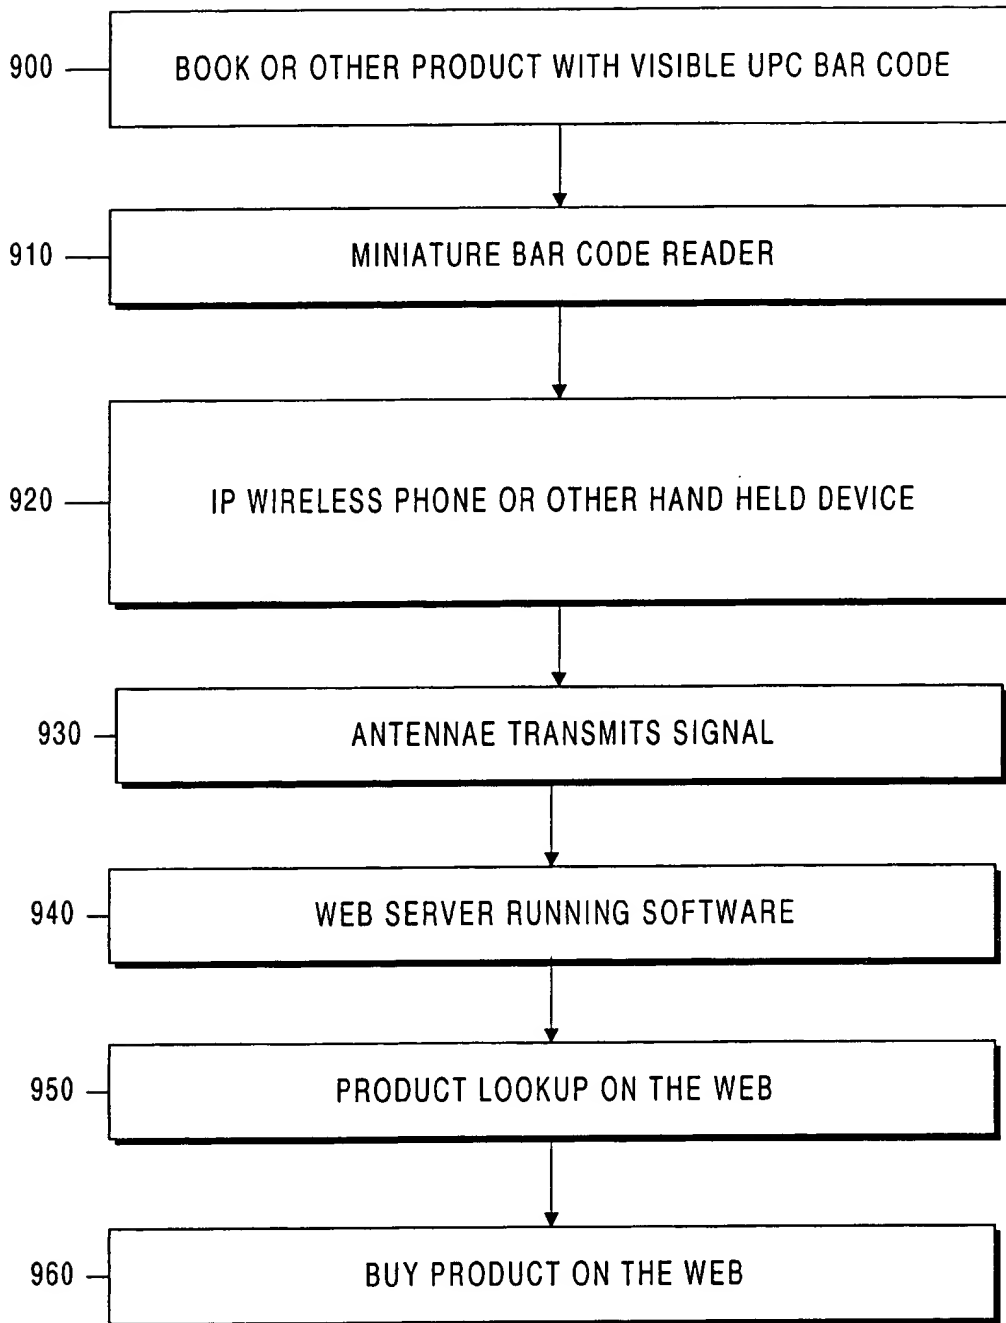 900 BOOK OR OTHER PRODUCT WITH VISIBLE UPC BAR CODE
910 MINIATURE BAR CODE READER
920 IP WIRELESS PHONE OR OTHER HAND HELD DEVICE
930 ANTENNAE TRANSMITS SIGNAL
940 WEB SERVER RUNNING SOFTWARE
950 PRODUCT LOOKUP ON THE WEB
960 BUY PRODUCT ON THE WEB